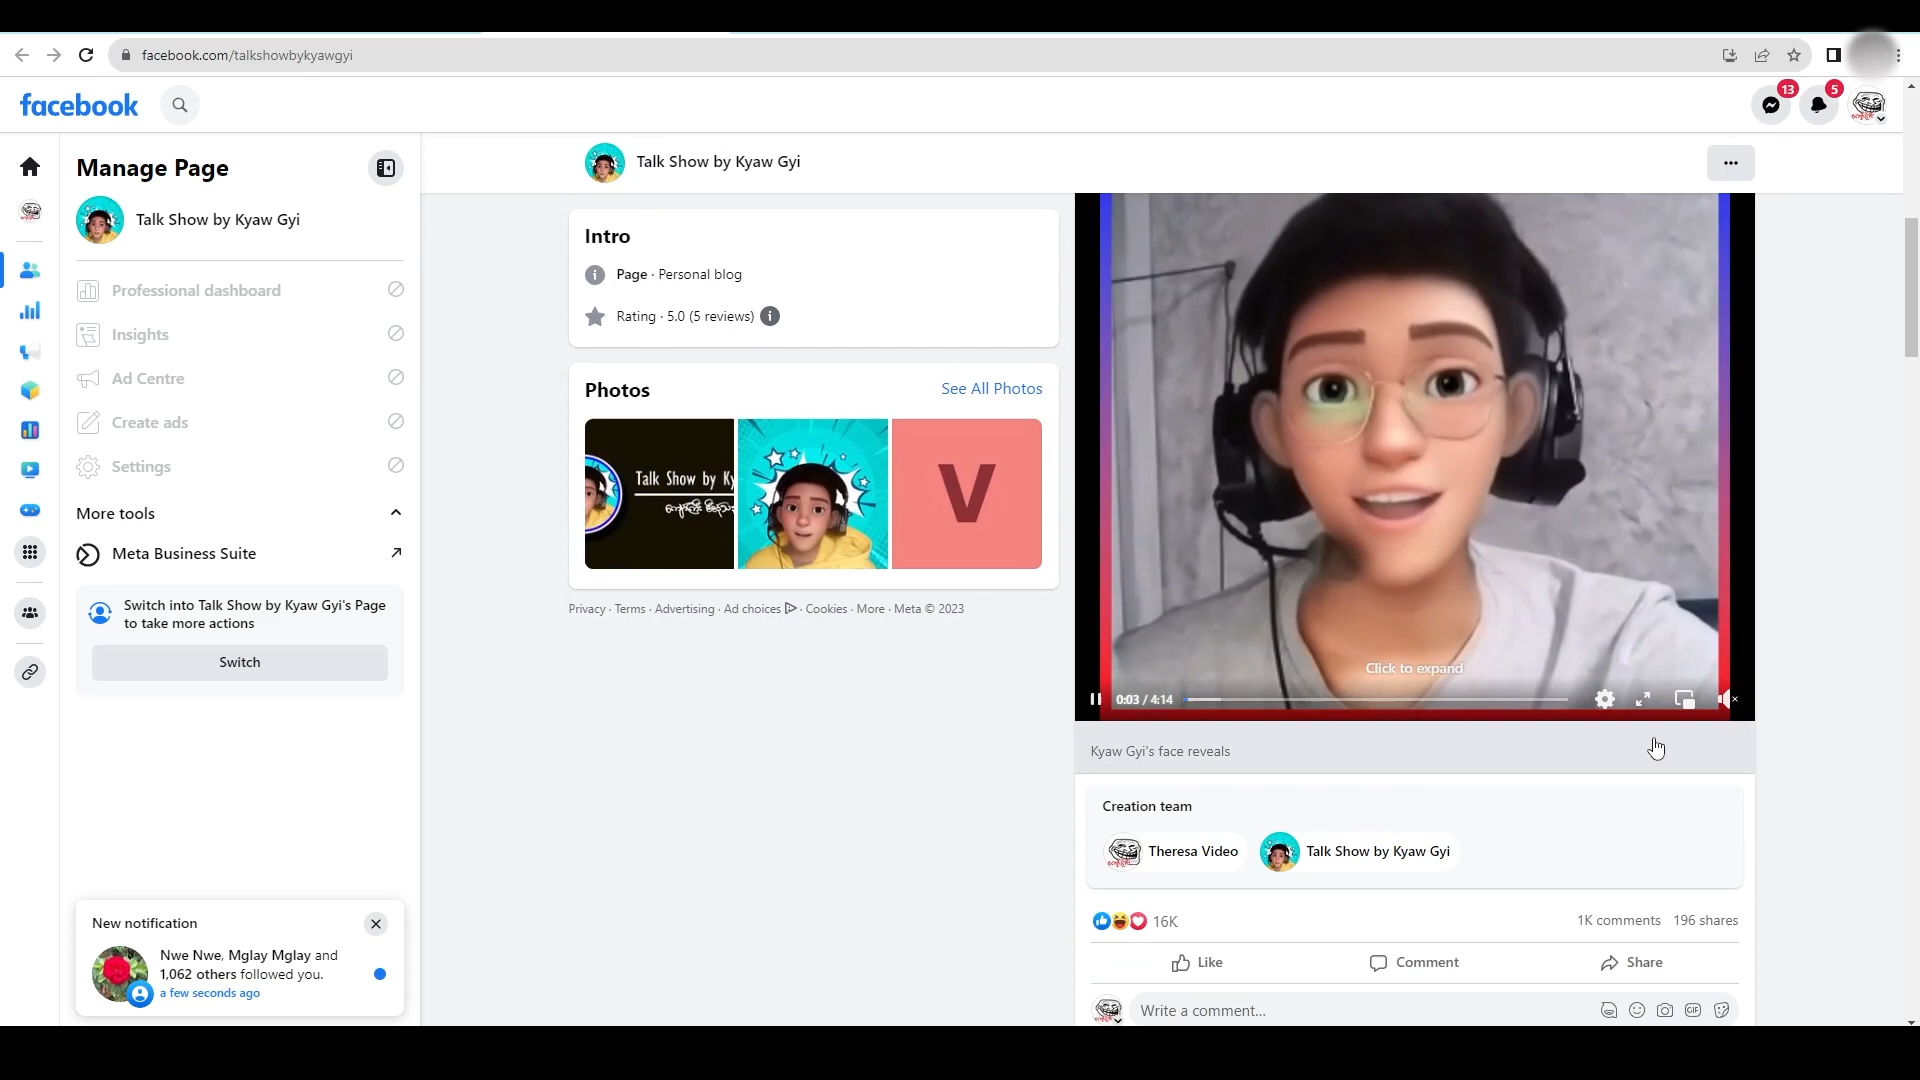 facebook.com/talkshowbykyawgyi
facebook
13
5
Manage Page
Talk Show by Kyaw Gyi
Professional dashboard
Insights
Ad Centre
Create ads
Settings
More tools
Meta Business Suite
Switch into Talk Show by Kyaw Gyi's Page
to take more actions
Switch
New notification
Nwe Nwe, Mglay Mglay and
1,062 others followed you.
a few seconds ago
Talk Show by Kyaw Gyi
Intro
Page · Personal blog
Rating · 5.0 (5 reviews)
Photos
See All Photos
Talk Show by Ky
V
Privacy · Terms · Advertising · Ad choices · Cookies · More · Meta © 2023
Click to expand
0:03 / 4:14
Kyaw Gyi's face reveals
Creation team
Theresa Video
Talk Show by Kyaw Gyi
16K
1K comments 196 shares
Like
Comment
Share
Write a comment...
GIF